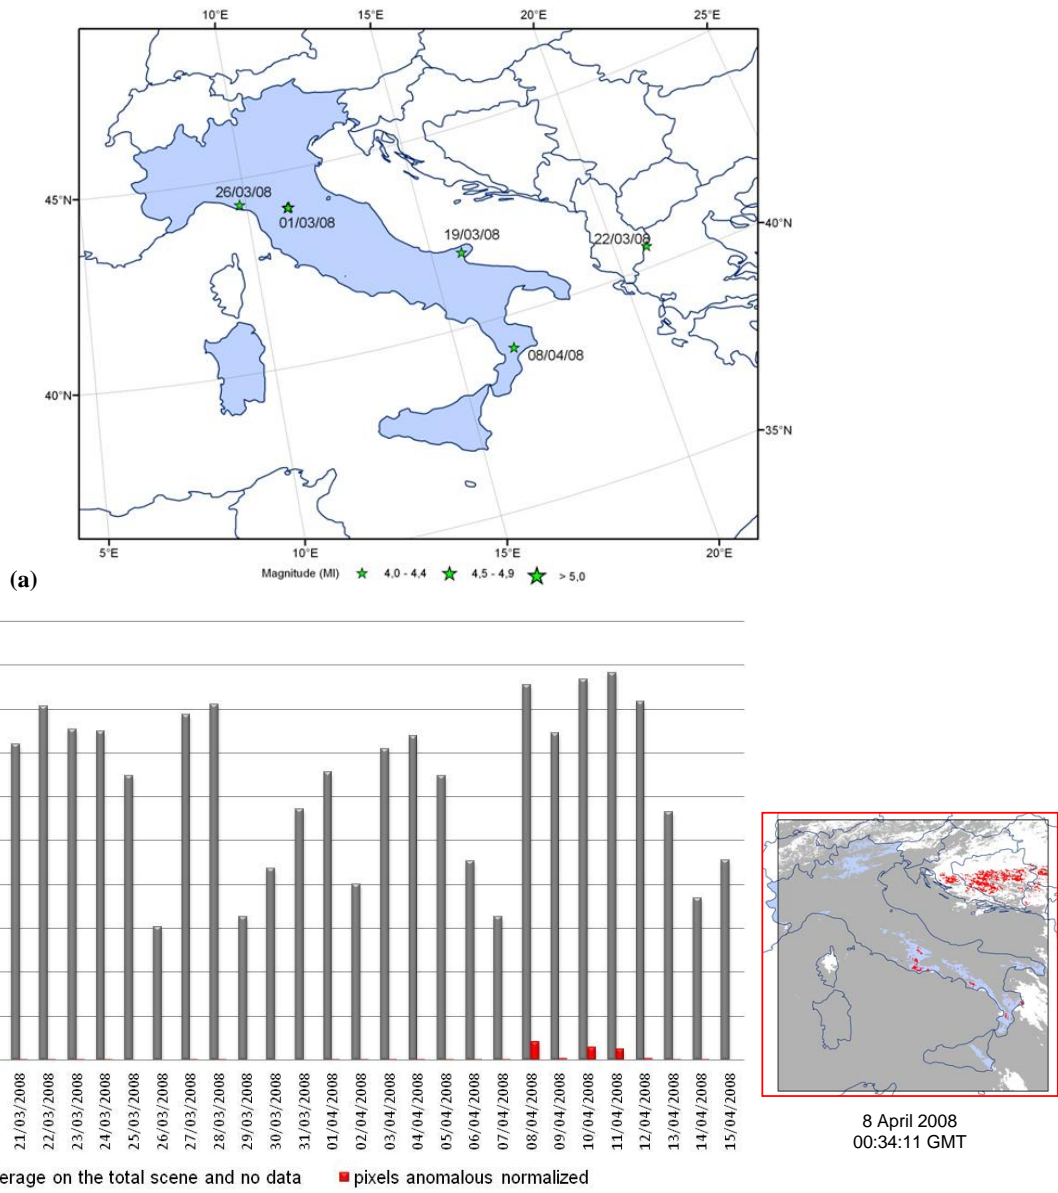 10°E 15°E 20°E 25°E
45°N
40°N
40°N
35°N
26/03/08
01/03/08
19/03/08
22/03/08
08/04/08
5°E 10°E 15°E 20°E
(a)
Magnitude (Ml) 4,0 - 4,4 4,5 - 4,9 > 5,0
21/03/2008
22/03/2008
23/03/2008
24/03/2008
25/03/2008
26/03/2008
27/03/2008
28/03/2008
29/03/2008
30/03/2008
31/03/2008
01/04/2008
02/04/2008
03/04/2008
04/04/2008
05/04/2008
06/04/2008
07/04/2008
08/04/2008
09/04/2008
10/04/2008
11/04/2008
12/04/2008
13/04/2008
14/04/2008
15/04/2008
8 April 2008
00:34:11 GMT
erage on the total scene and no data pixels anomalous normalized